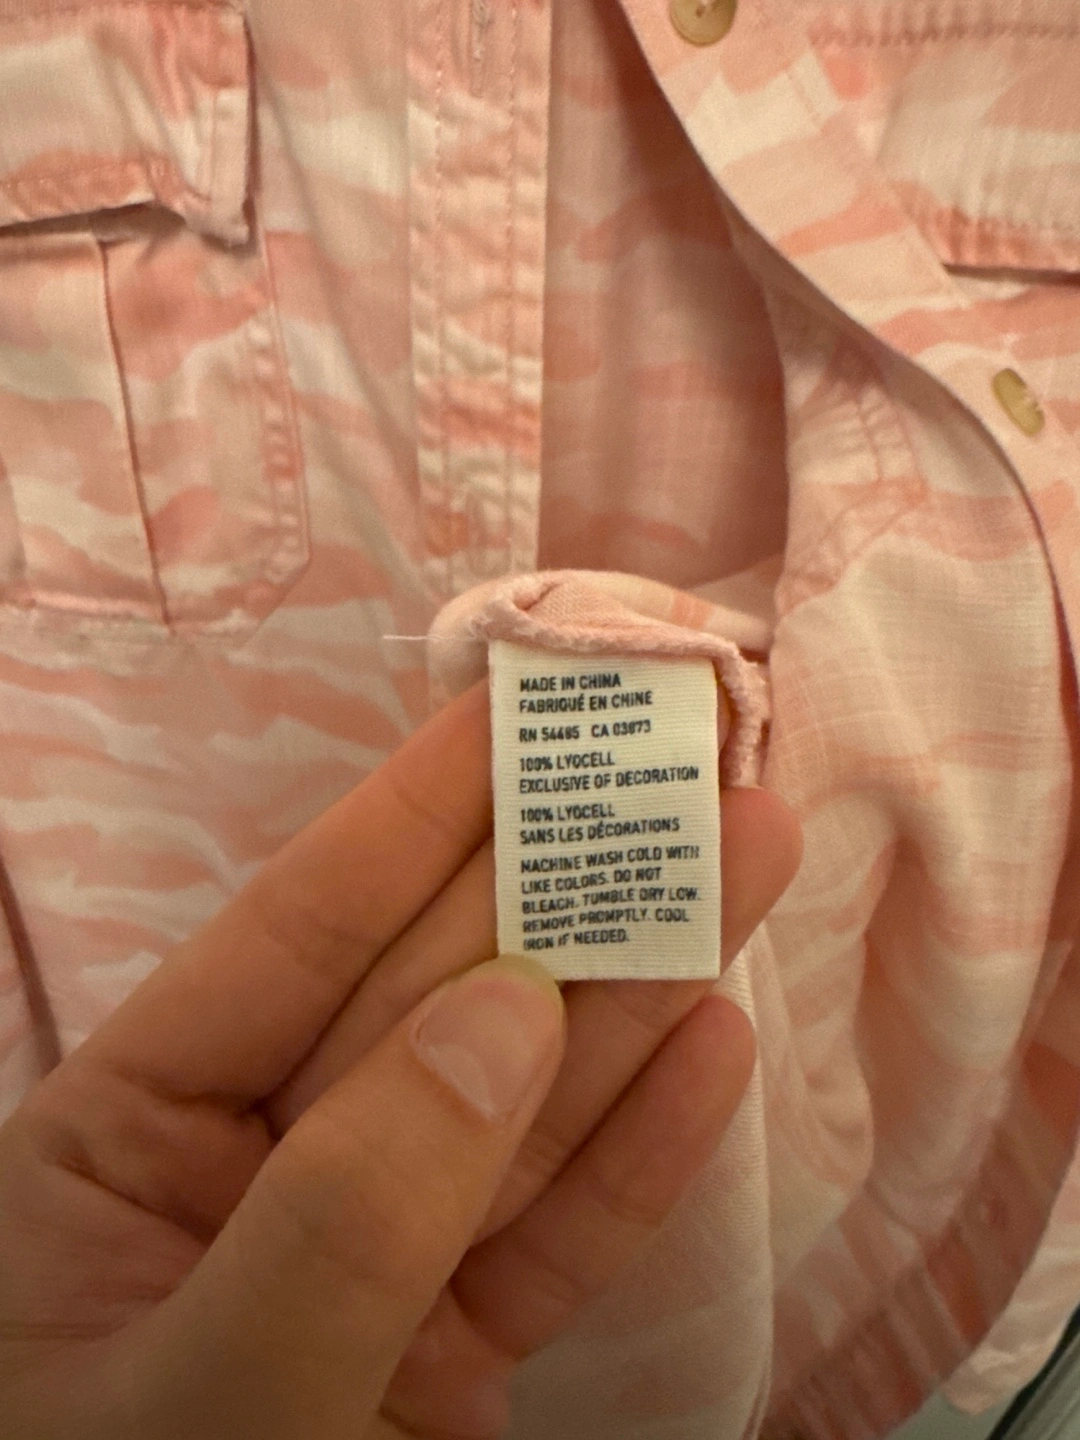 MADE IN CHINA
FABRIQUÉ EN CHINE
RN 54485 CA 03873
100% LYOCELL
EXCLUSIVE OF DECORATION
100% LYOCELL
SANS LES DÉCORATIONS
MACHINE WASH COLD WITH
LIKE COLORS. DO NOT
BLEACH. TUMBLE DRY LOW.
REMOVE PROMPTLY. COOL
IRON IF NEEDED.